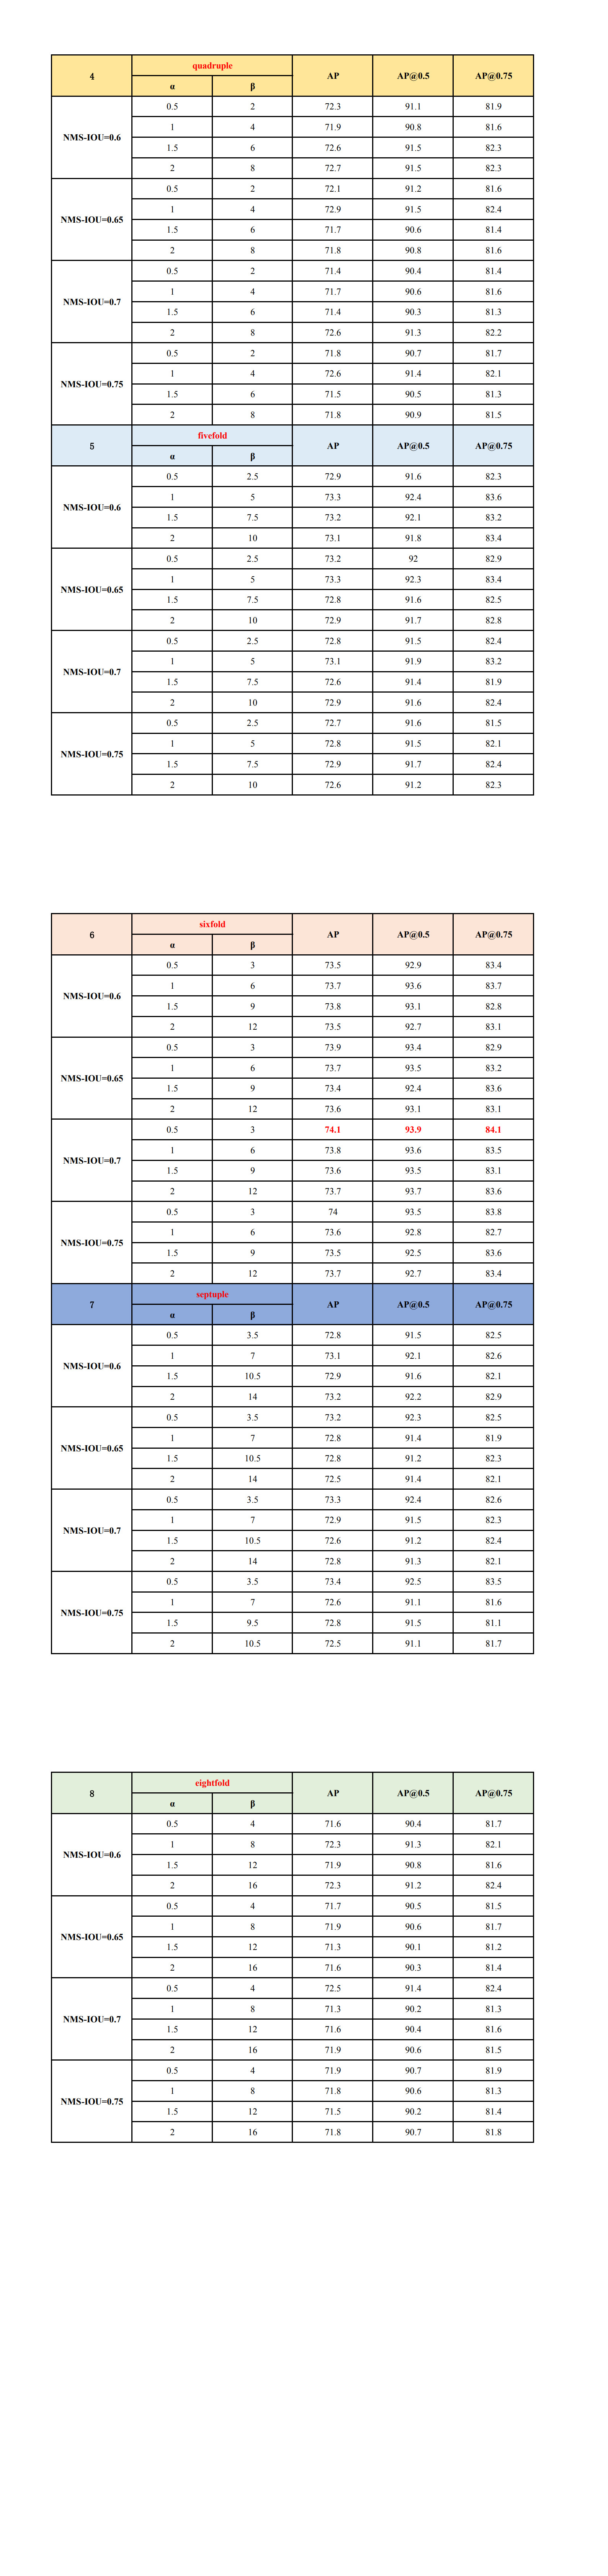 4 quadruple AP AP@0.5 AP@0.75
α β
NMS-IOU=0.6 0.5 2 72.3 91.1 81.9
1 4 71.9 90.8 81.6
1.5 6 72.6 91.5 82.3
2 8 72.7 91.5 82.3
NMS-IOU=0.65 0.5 2 72.1 91.2 81.6
1 4 72.9 91.5 82.4
1.5 6 71.7 90.6 81.4
2 8 71.8 90.8 81.6
NMS-IOU=0.7 0.5 2 71.4 90.4 81.4
1 4 71.7 90.6 81.6
1.5 6 71.4 90.3 81.3
2 8 72.6 91.3 82.2
NMS-IOU=0.75 0.5 2 71.8 90.7 81.7
1 4 72.6 91.4 82.1
1.5 6 71.5 90.5 81.3
2 8 71.8 90.9 81.5
5 fivefold AP AP@0.5 AP@0.75
α β
NMS-IOU=0.6 0.5 2.5 72.9 91.6 82.3
1 5 73.3 92.4 83.6
1.5 7.5 73.2 92.1 83.2
2 10 73.1 91.8 83.4
NMS-IOU=0.65 0.5 2.5 73.2 92 82.9
1 5 73.3 92.3 83.4
1.5 7.5 72.8 91.6 82.5
2 10 72.9 91.7 82.8
NMS-IOU=0.7 0.5 2.5 72.8 91.5 82.4
1 5 73.1 91.9 83.2
1.5 7.5 72.6 91.4 81.9
2 10 72.9 91.6 82.4
NMS-IOU=0.75 0.5 2.5 72.7 91.6 81.5
1 5 72.8 91.5 82.1
1.5 7.5 72.9 91.7 82.4
2 10 72.6 91.2 82.3
6 sixfold AP AP@0.5 AP@0.75
α β
NMS-IOU=0.6 0.5 3 73.5 92.9 83.4
1 6 73.7 93.6 83.7
1.5 9 73.8 93.1 82.8
2 12 73.5 92.7 83.1
NMS-IOU=0.65 0.5 3 73.9 93.4 82.9
1 6 73.7 93.5 83.2
1.5 9 73.4 92.4 83.6
2 12 73.6 93.1 83.1
NMS-IOU=0.7 0.5 3 74.1 93.9 84.1
1 6 73.8 93.6 83.5
1.5 9 73.6 93.5 83.1
2 12 73.7 93.7 83.6
NMS-IOU=0.75 0.5 3 74 93.5 83.8
1 6 73.6 92.8 82.7
1.5 9 73.5 92.5 83.6
2 12 73.7 92.7 83.4
7 septuple AP AP@0.5 AP@0.75
α β
NMS-IOU=0.6 0.5 3.5 72.8 91.5 82.5
1 7 73.1 92.1 82.6
1.5 10.5 72.9 91.6 82.1
2 14 73.2 92.2 82.9
NMS-IOU=0.65 0.5 3.5 73.2 92.3 82.5
1 7 72.8 91.4 81.9
1.5 10.5 72.8 91.2 82.3
2 14 72.5 91.4 82.1
NMS-IOU=0.7 0.5 3.5 73.3 92.4 82.6
1 7 72.9 91.5 82.3
1.5 10.5 72.6 91.2 82.4
2 14 72.8 91.3 82.1
NMS-IOU=0.75 0.5 3.5 73.4 92.5 83.5
1 7 72.6 91.1 81.6
1.5 9.5 72.8 91.5 81.1
2 10.5 72.5 91.1 81.7
8 eightfold AP AP@0.5 AP@0.75
α β
NMS-IOU=0.6 0.5 4 71.6 90.4 81.7
1 8 72.3 91.3 82.1
1.5 12 71.9 90.8 81.6
2 16 72.3 91.2 82.4
NMS-IOU=0.65 0.5 4 71.7 90.5 81.5
1 8 71.9 90.6 81.7
1.5 12 71.3 90.1 81.2
2 16 71.6 90.3 81.4
NMS-IOU=0.7 0.5 4 72.5 91.4 82.4
1 8 71.3 90.2 81.3
1.5 12 71.6 90.4 81.6
2 16 71.9 90.6 81.5
NMS-IOU=0.75 0.5 4 71.9 90.7 81.9
1 8 71.8 90.6 81.3
1.5 12 71.5 90.2 81.4
2 16 71.8 90.7 81.8